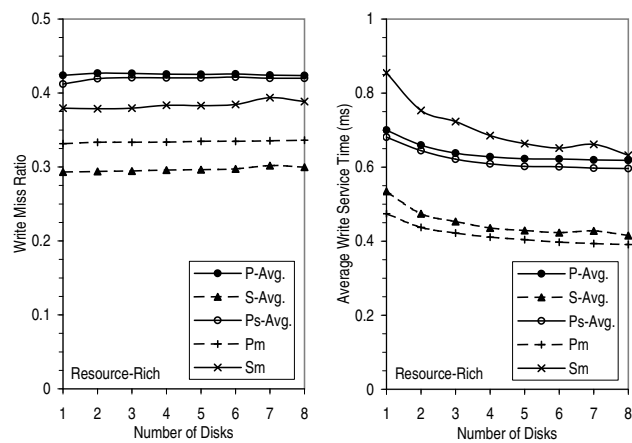 0.5
0.4
0.3
0.2
0.1
0
Write Miss Ratio
P-Avg.
S-Avg.
Ps-Avg.
Pm
Sm
Resource-Rich
1 2 3 4 5 6 7 8
Number of Disks
1
0.8
0.6
0.4
0.2
0
Average Write Service Time (ms)
P-Avg.
S-Avg.
Ps-Avg.
Pm
Sm
Resource-Rich
1 2 3 4 5 6 7 8
Number of Disks